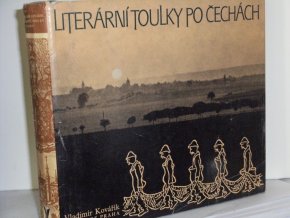 LITERÁRNÍ TOULKY PO ČECHÁCH
Vladimír Kovářík
PRAHA